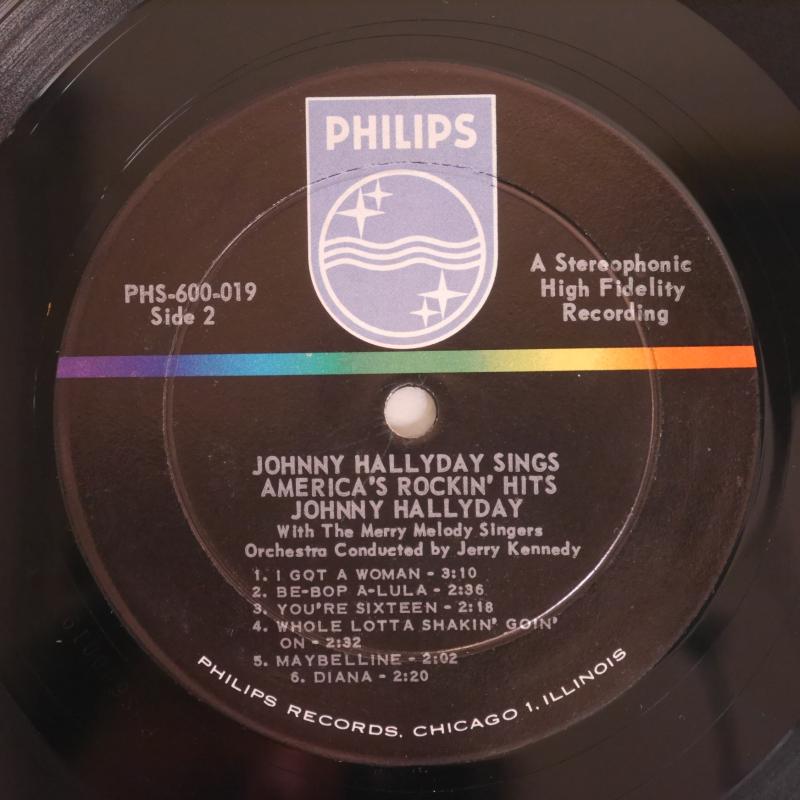 PHILIPS
PHS-600-019
Side 2
A Stereophonic
High Fidelity
Recording
JOHNNY HALLYDAY SINGS
AMERICA'S ROCKIN' HITS
JOHNNY HALLYDAY
With The Merry Melody Singers
Orchestra Conducted by Jerry Kennedy
1. I GOT A WOMAN - 3:10
2. BE-BOP A-LULA - 2:36
3. YOU'RE SIXTEEN - 2:18
4. WHOLE LOTTA SHAKIN' GOIN'
ON - 2:32
5. MAYBELLINE - 2:02
6. DIANA - 2:20
PHILIPS RECORDS, CHICAGO 1, ILLINOIS